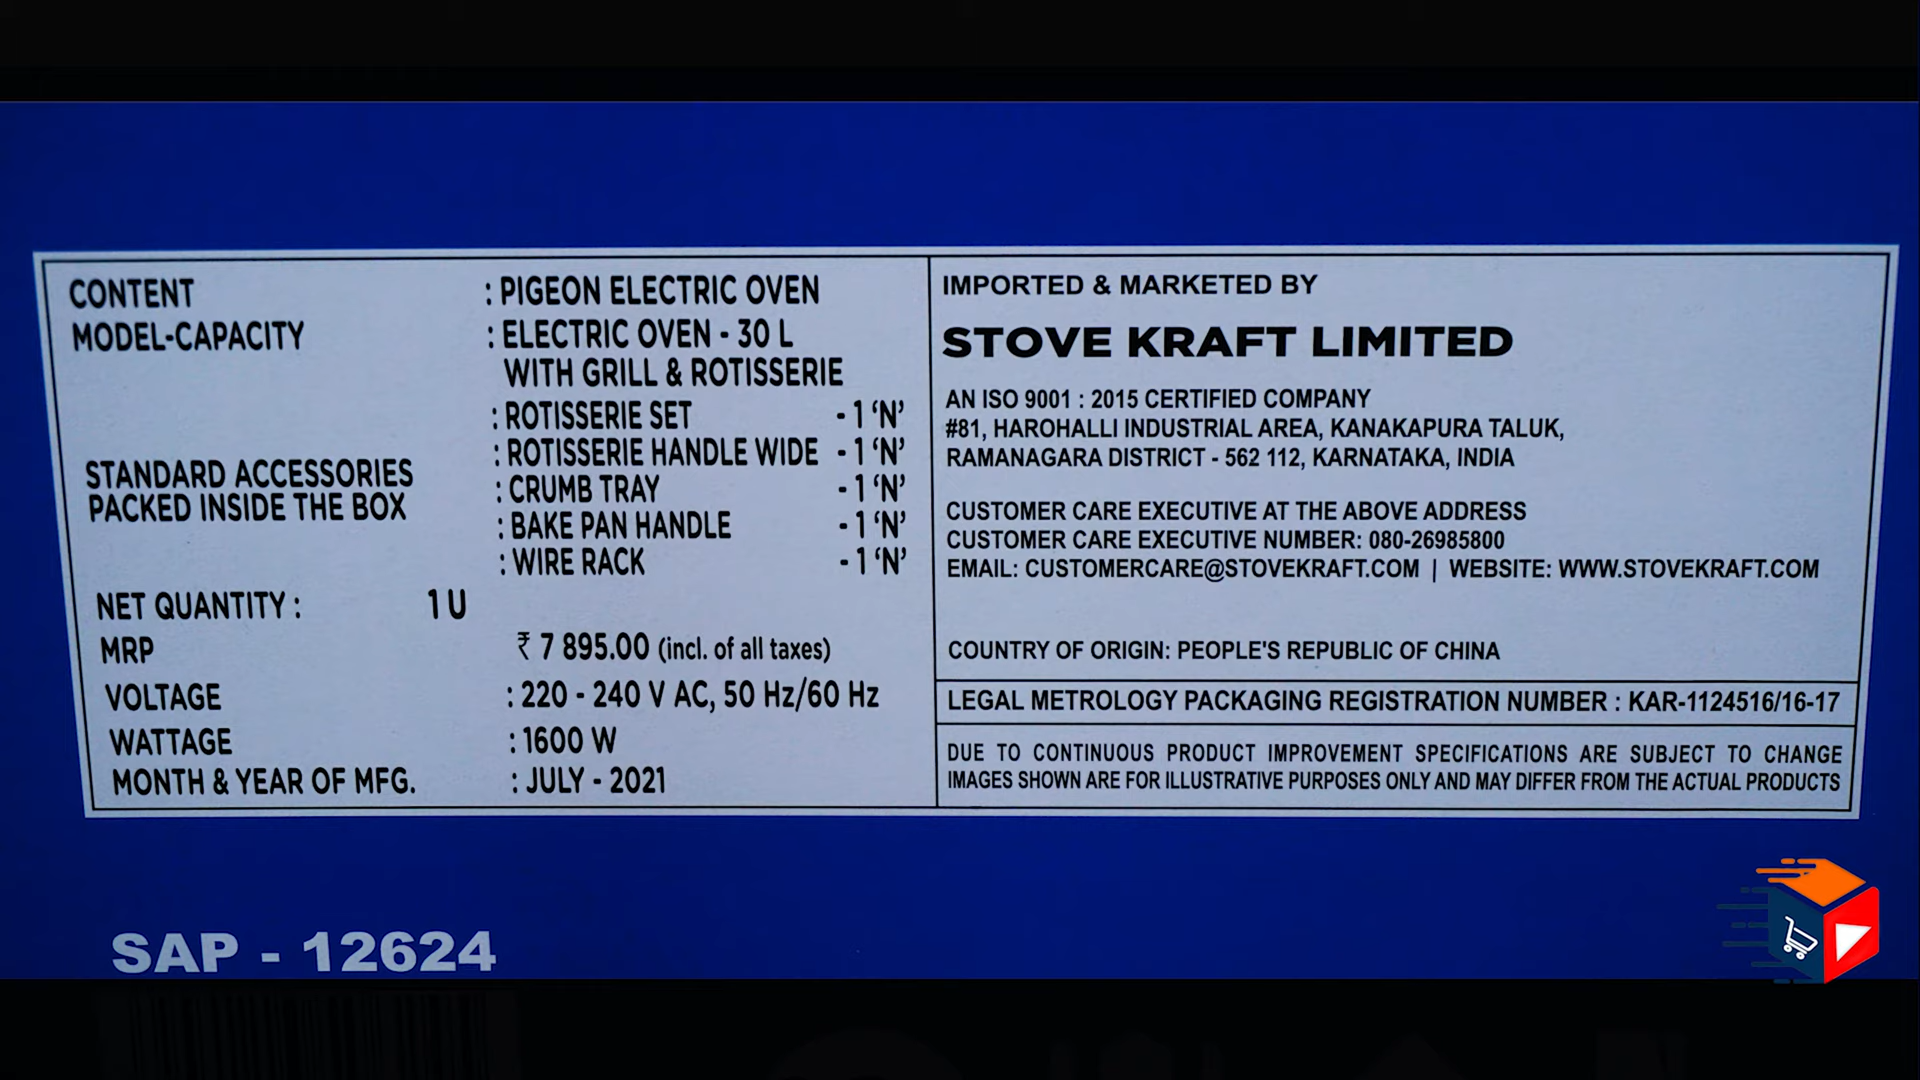 CONTENT : PIGEON ELECTRIC OVEN
MODEL-CAPACITY : ELECTRIC OVEN - 30 L
WITH GRILL & ROTISSERIE
STANDARD ACCESSORIES
PACKED INSIDE THE BOX
: ROTISSERIE SET - 1 ‘N’
: ROTISSERIE HANDLE WIDE - 1 ‘N’
: CRUMB TRAY - 1 ‘N’
: BAKE PAN HANDLE - 1 ‘N’
: WIRE RACK - 1 ‘N’
NET QUANTITY : 1 U
MRP ₹ 7 895.00 (incl. of all taxes)
VOLTAGE : 220 - 240 V AC, 50 Hz/60 Hz
WATTAGE : 1600 W
MONTH & YEAR OF MFG. : JULY - 2021
IMPORTED & MARKETED BY
STOVE KRAFT LIMITED
AN ISO 9001 : 2015 CERTIFIED COMPANY
#81, HAROHALLI INDUSTRIAL AREA, KANAKAPURA TALUK,
RAMANAGARA DISTRICT - 562 112, KARNATAKA, INDIA
CUSTOMER CARE EXECUTIVE AT THE ABOVE ADDRESS
CUSTOMER CARE EXECUTIVE NUMBER: 080-26985800
EMAIL: CUSTOMERCARE@STOVEKRAFT.COM | WEBSITE: WWW.STOVEKRAFT.COM
COUNTRY OF ORIGIN: PEOPLE'S REPUBLIC OF CHINA
LEGAL METROLOGY PACKAGING REGISTRATION NUMBER : KAR-1124516/16-17
DUE TO CONTINUOUS PRODUCT IMPROVEMENT SPECIFICATIONS ARE SUBJECT TO CHANGE
IMAGES SHOWN ARE FOR ILLUSTRATIVE PURPOSES ONLY AND MAY DIFFER FROM THE ACTUAL PRODUCTS
SAP - 12624